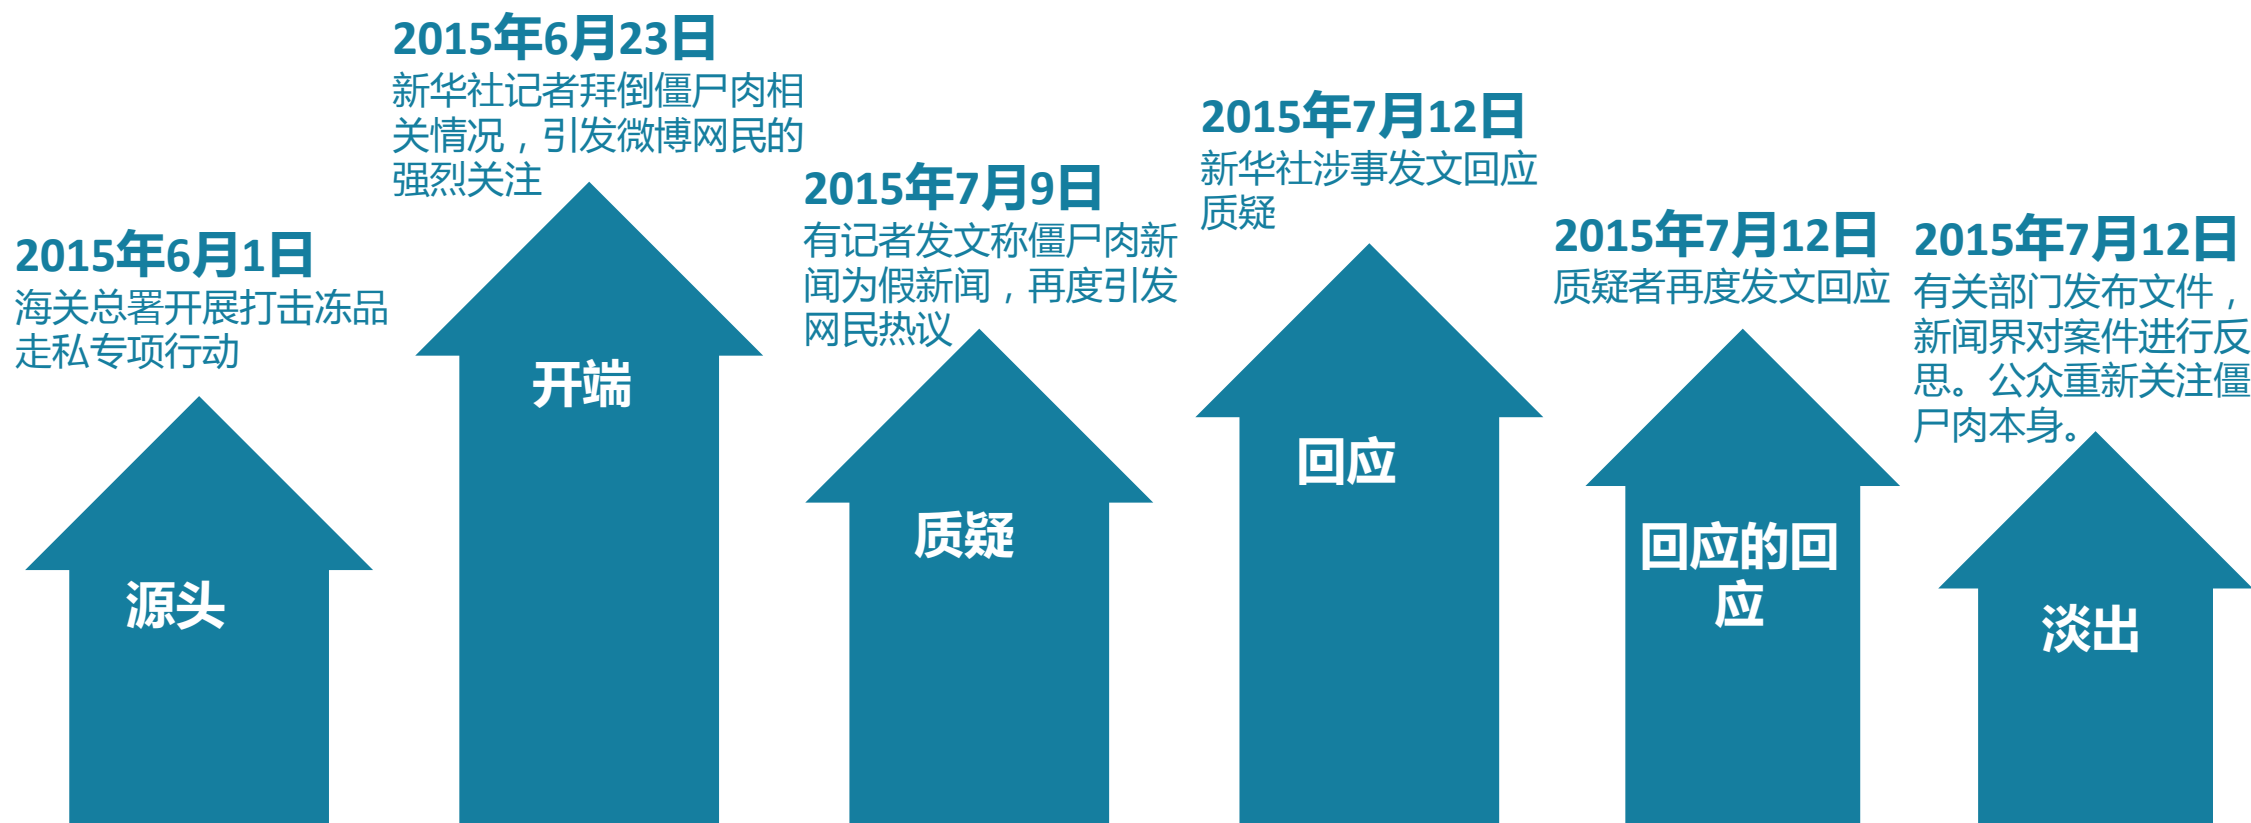 2015年6月1日
海关总署开展打击冻品
走私专项行动
源头
2015年6月23日
新华社记者拜倒僵尸肉相
关情况，引发微博网民的
强烈关注
开端
2015年7月9日
有记者发文称僵尸肉新
闻为假新闻，再度引发
网民热议
质疑
2015年7月12日
新华社涉事发文回应
质疑
回应
2015年7月12日
质疑者再度发文回应
回应的回
应
2015年7月12日
有关部门发布文件，
新闻界对案件进行反
思。公众重新关注僵
尸肉本身。
淡出